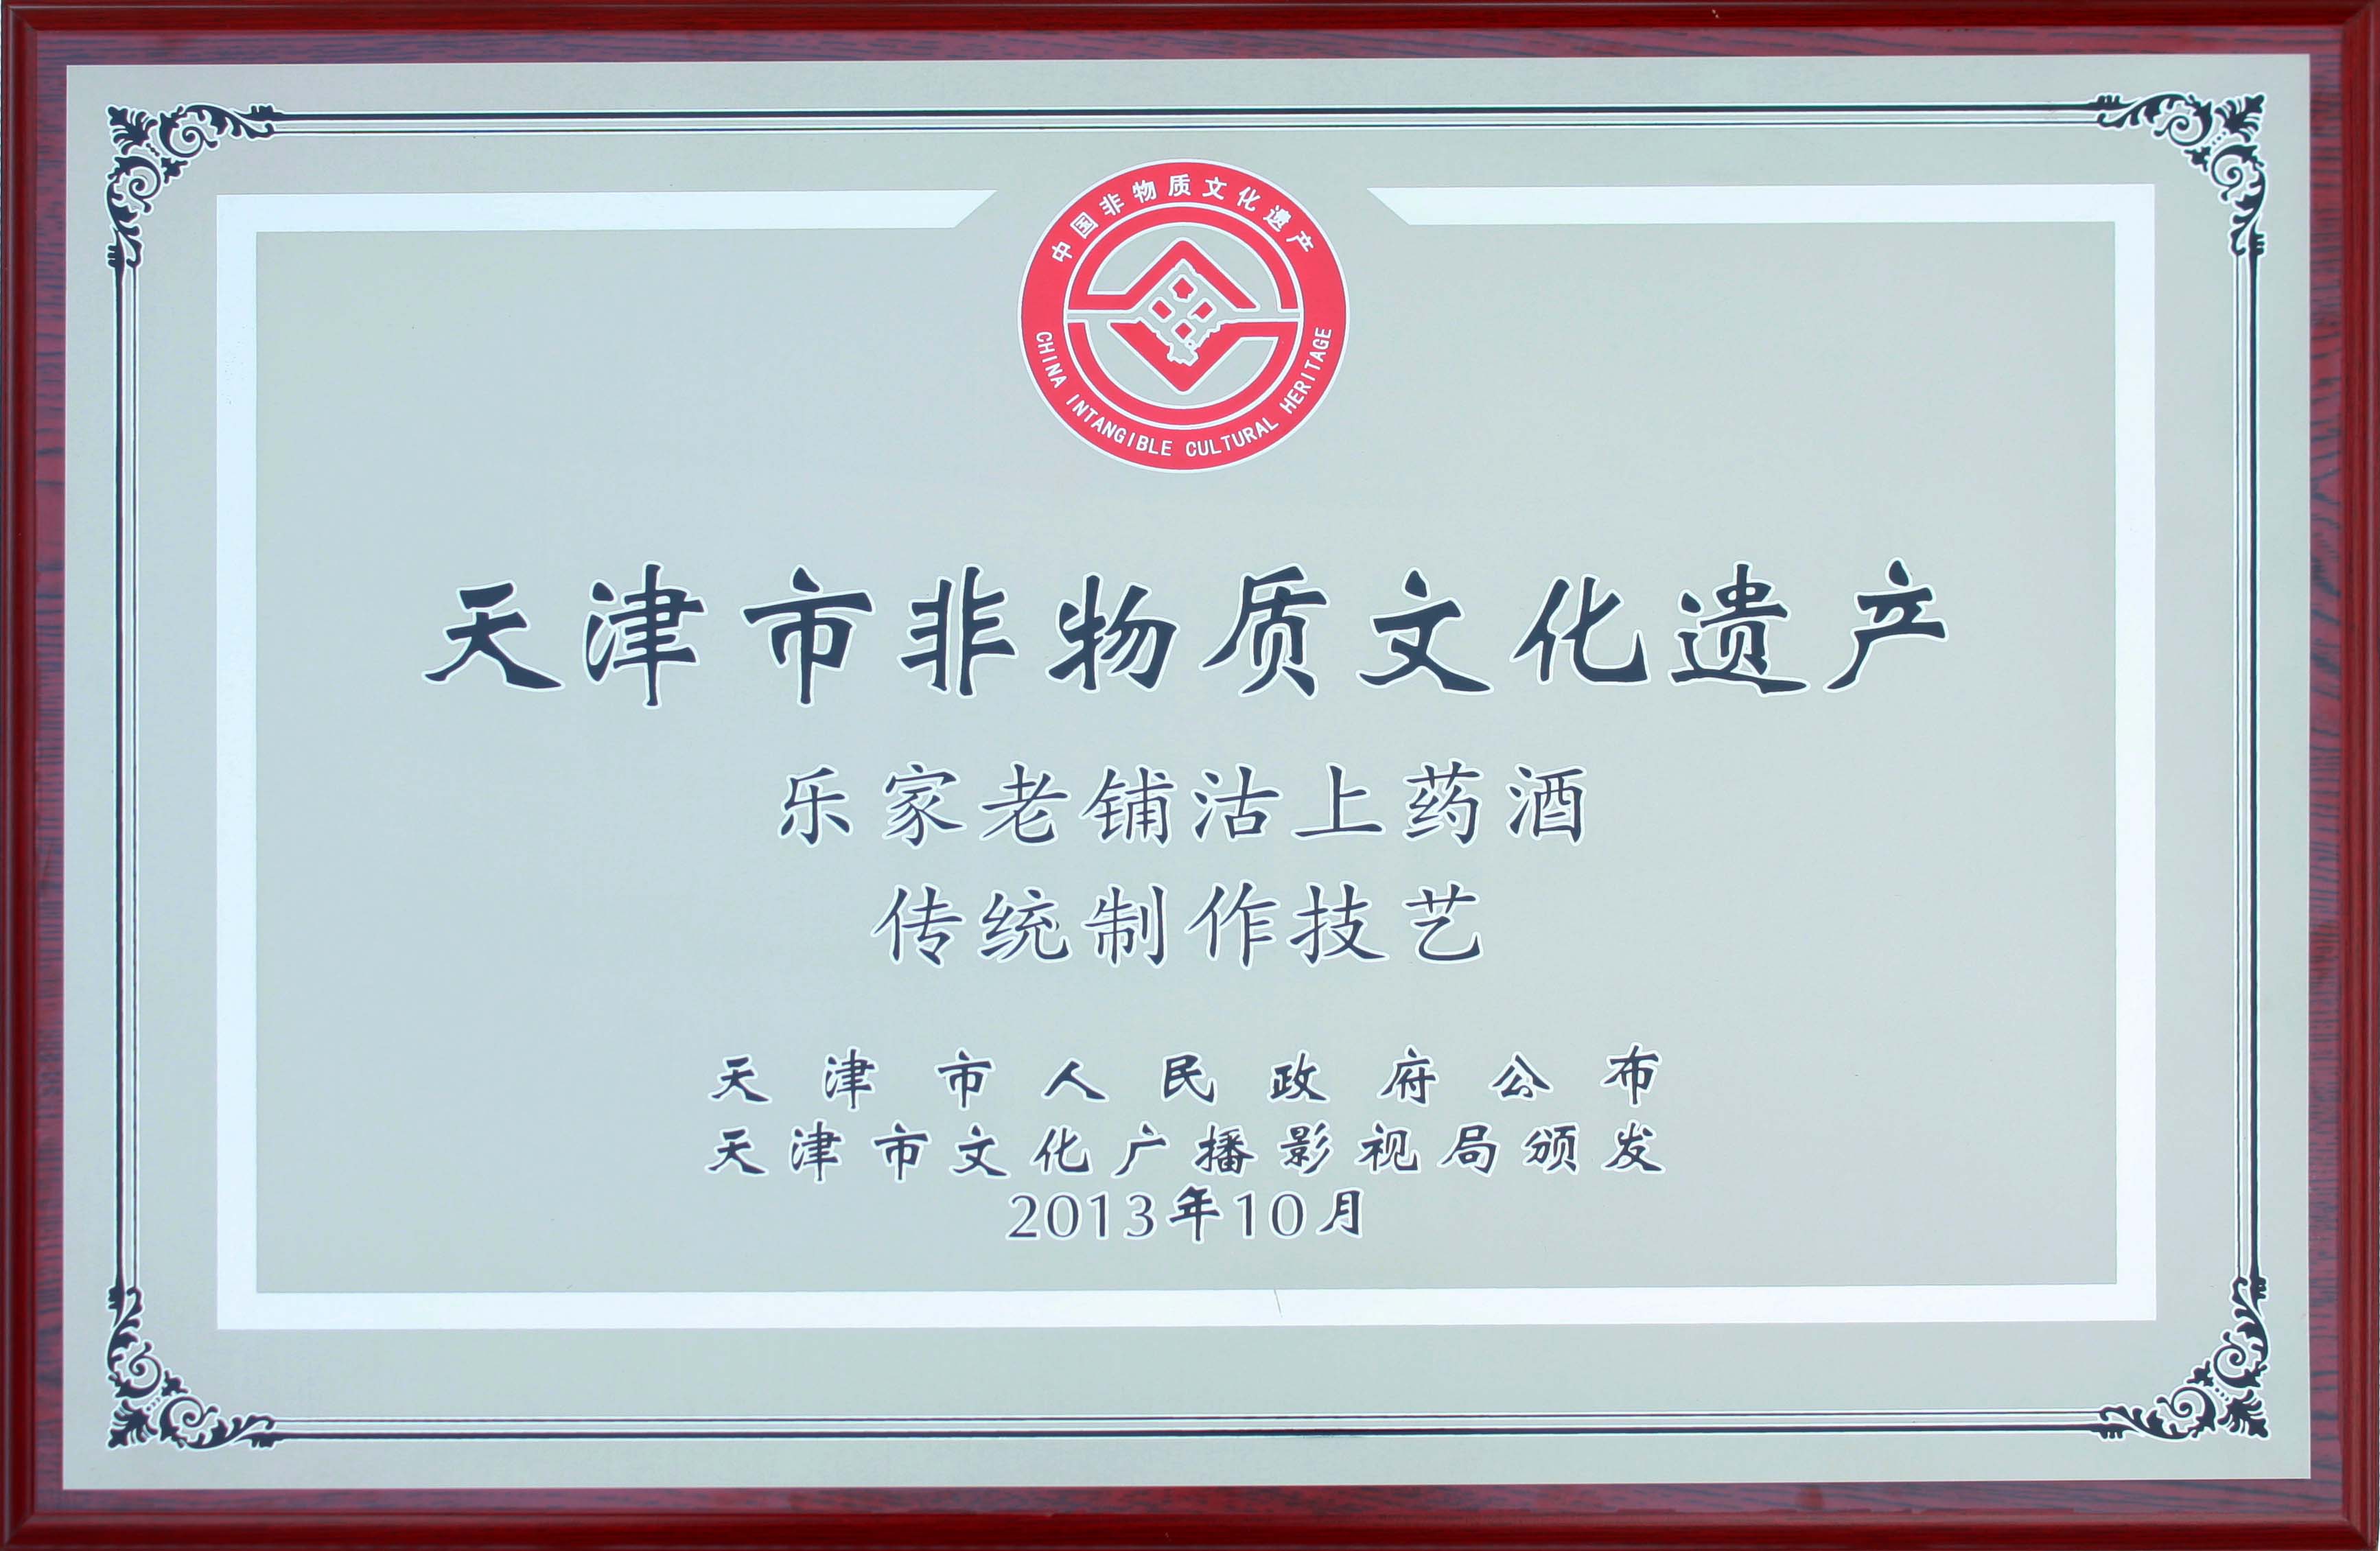 中国非物质文化遗产
CHINA INTANGIBLE CULTURAL HERITAGE
天津市非物质文化遗产
乐家老铺沽上药酒
传统制作技艺
天津市人民政府公布
天津市文化广播影视局颁发
2013年10月